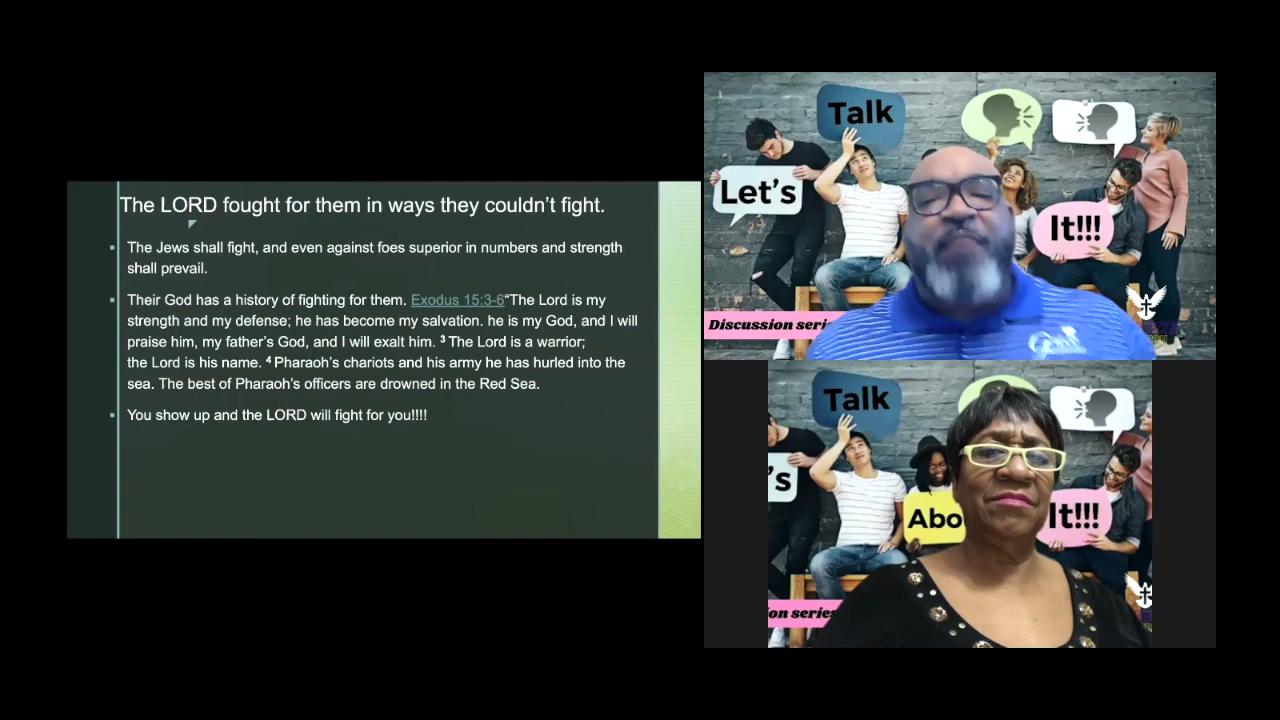 The LORD fought for them in ways they couldn't fight.
The Jews shall fight, and even against foes superior in numbers and strength
shall prevail.
Their God has a history of fighting for them. Exodus 15:3-6“The Lord is my
strength and my defense; he has become my salvation. he is my God, and I will
praise him, my father's God, and I will exalt him. ³ The Lord is a warrior;
the Lord is his name. ⁴ Pharaoh's chariots and his army he has hurled into the
sea. The best of Pharaoh's officers are drowned in the Red Sea.
You show up and the LORD will fight for you!!!!
Talk
Let's
It!!!
Discussion seri
Talk
's
Abo
It!!!
on series